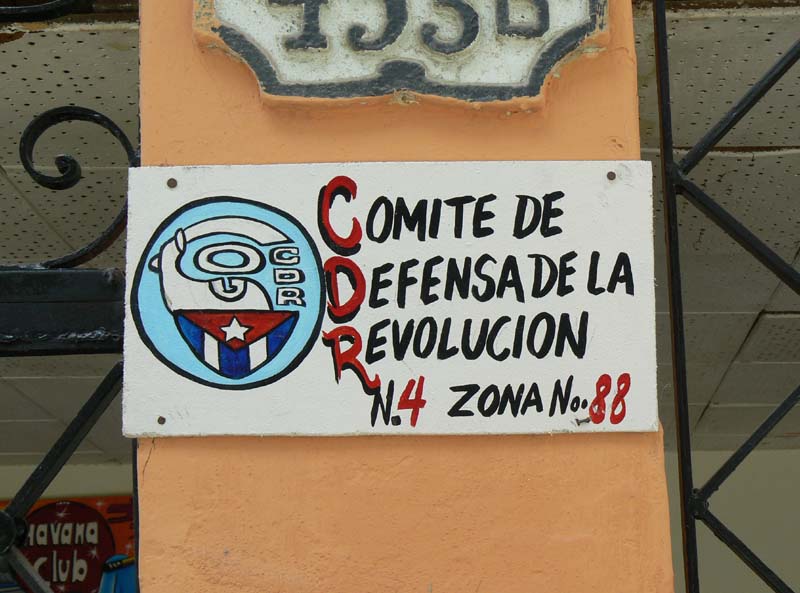 COMITE DE
DEFENSA DE LA
REVOLUCION
N.4 ZONA No.. 88
CDR
Havana
Club